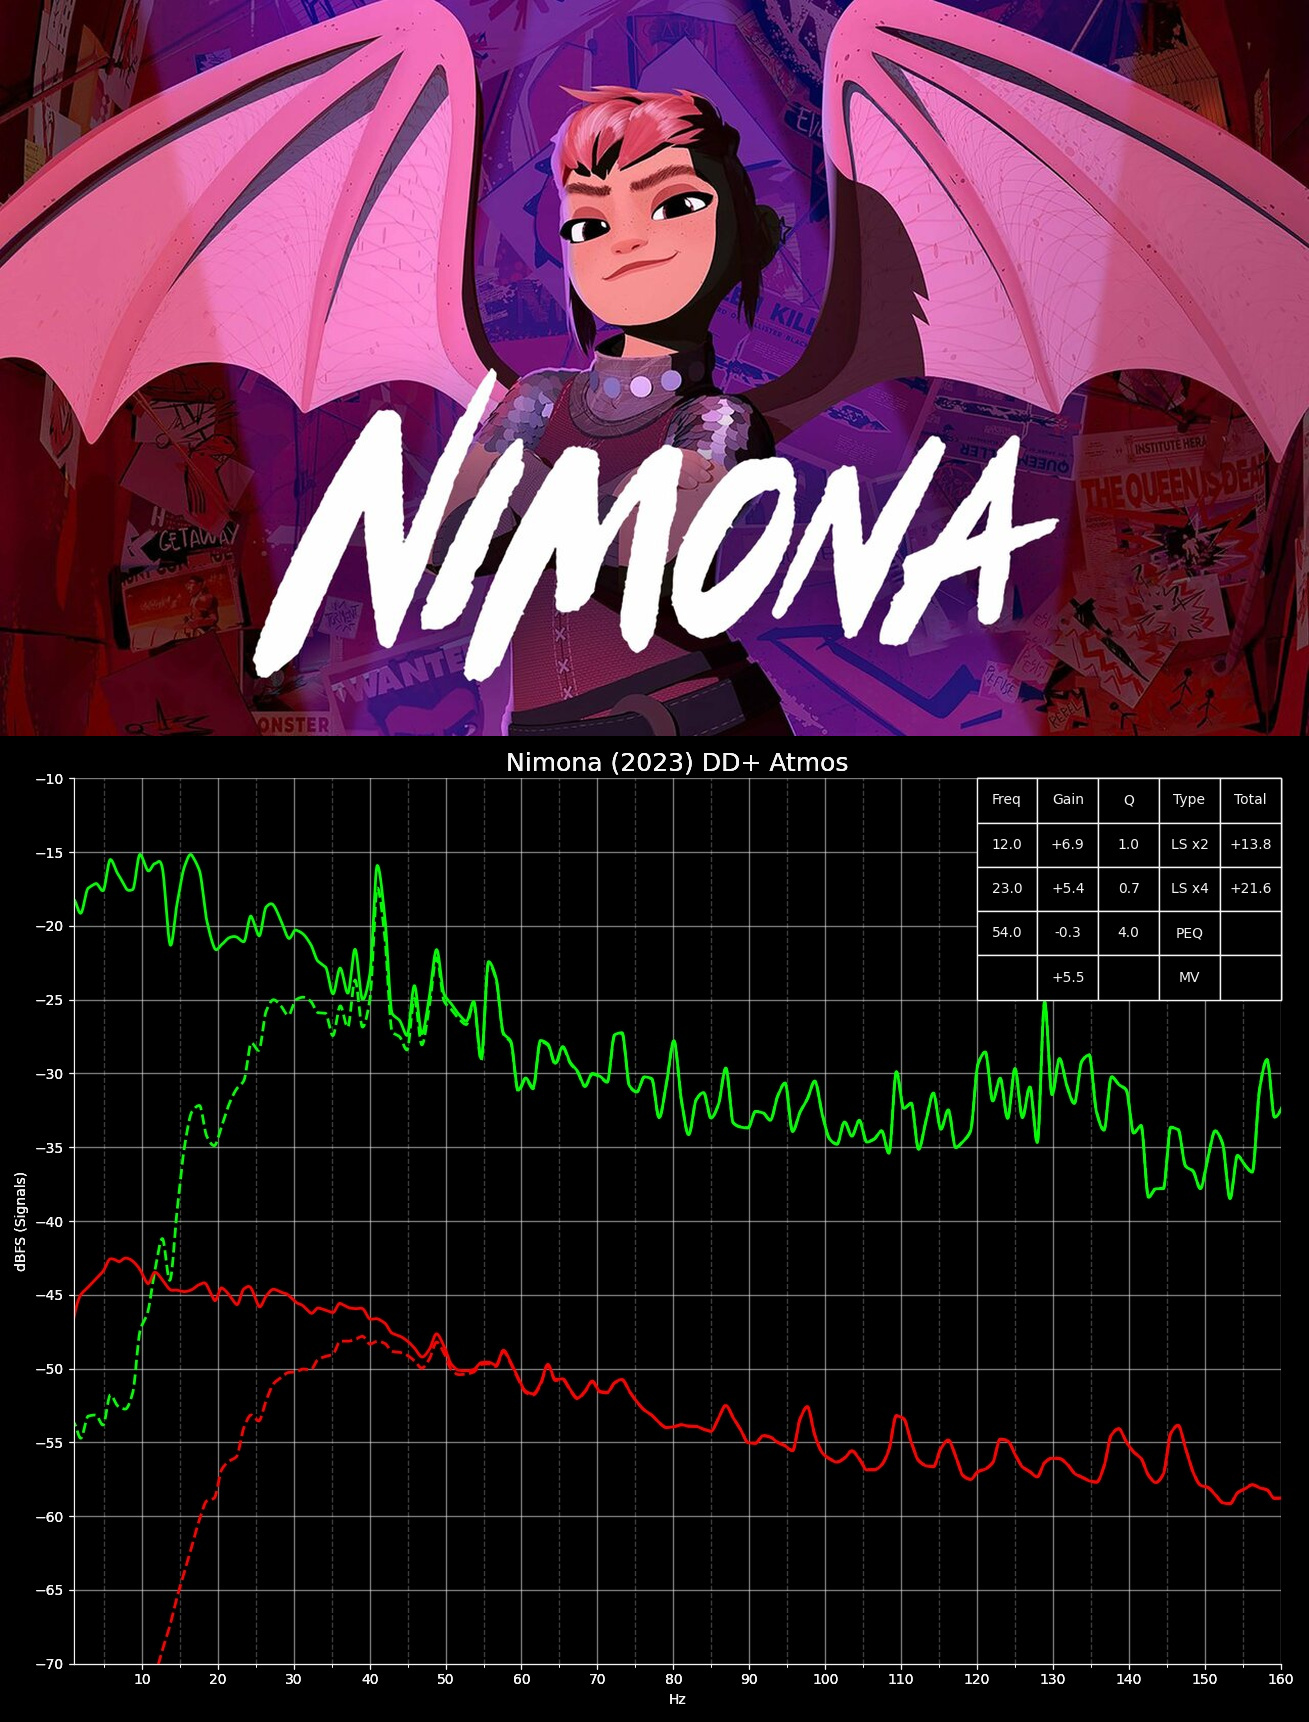 KILL
INSTITUTE HERA
QUEEN KILLER
THE QUEEN IS DEA
GETAWAY
WANTE
ONSTER
NIMONA
Nimona (2023) DD+ Atmos
Freq Gain Q Type Total
12.0 +6.9 1.0 LS x2 +13.8
23.0 +5.4 0.7 LS x4 +21.6
54.0 -0.3 4.0 PEQ
+5.5 MV
−10
−15
−20
−25
−30
−35
−40
−45
−50
−55
−60
−65
−70
dBFS (Signals)
10 20 30 40 50 60 70 80 90 100 110 120 130 140 150 160
Hz